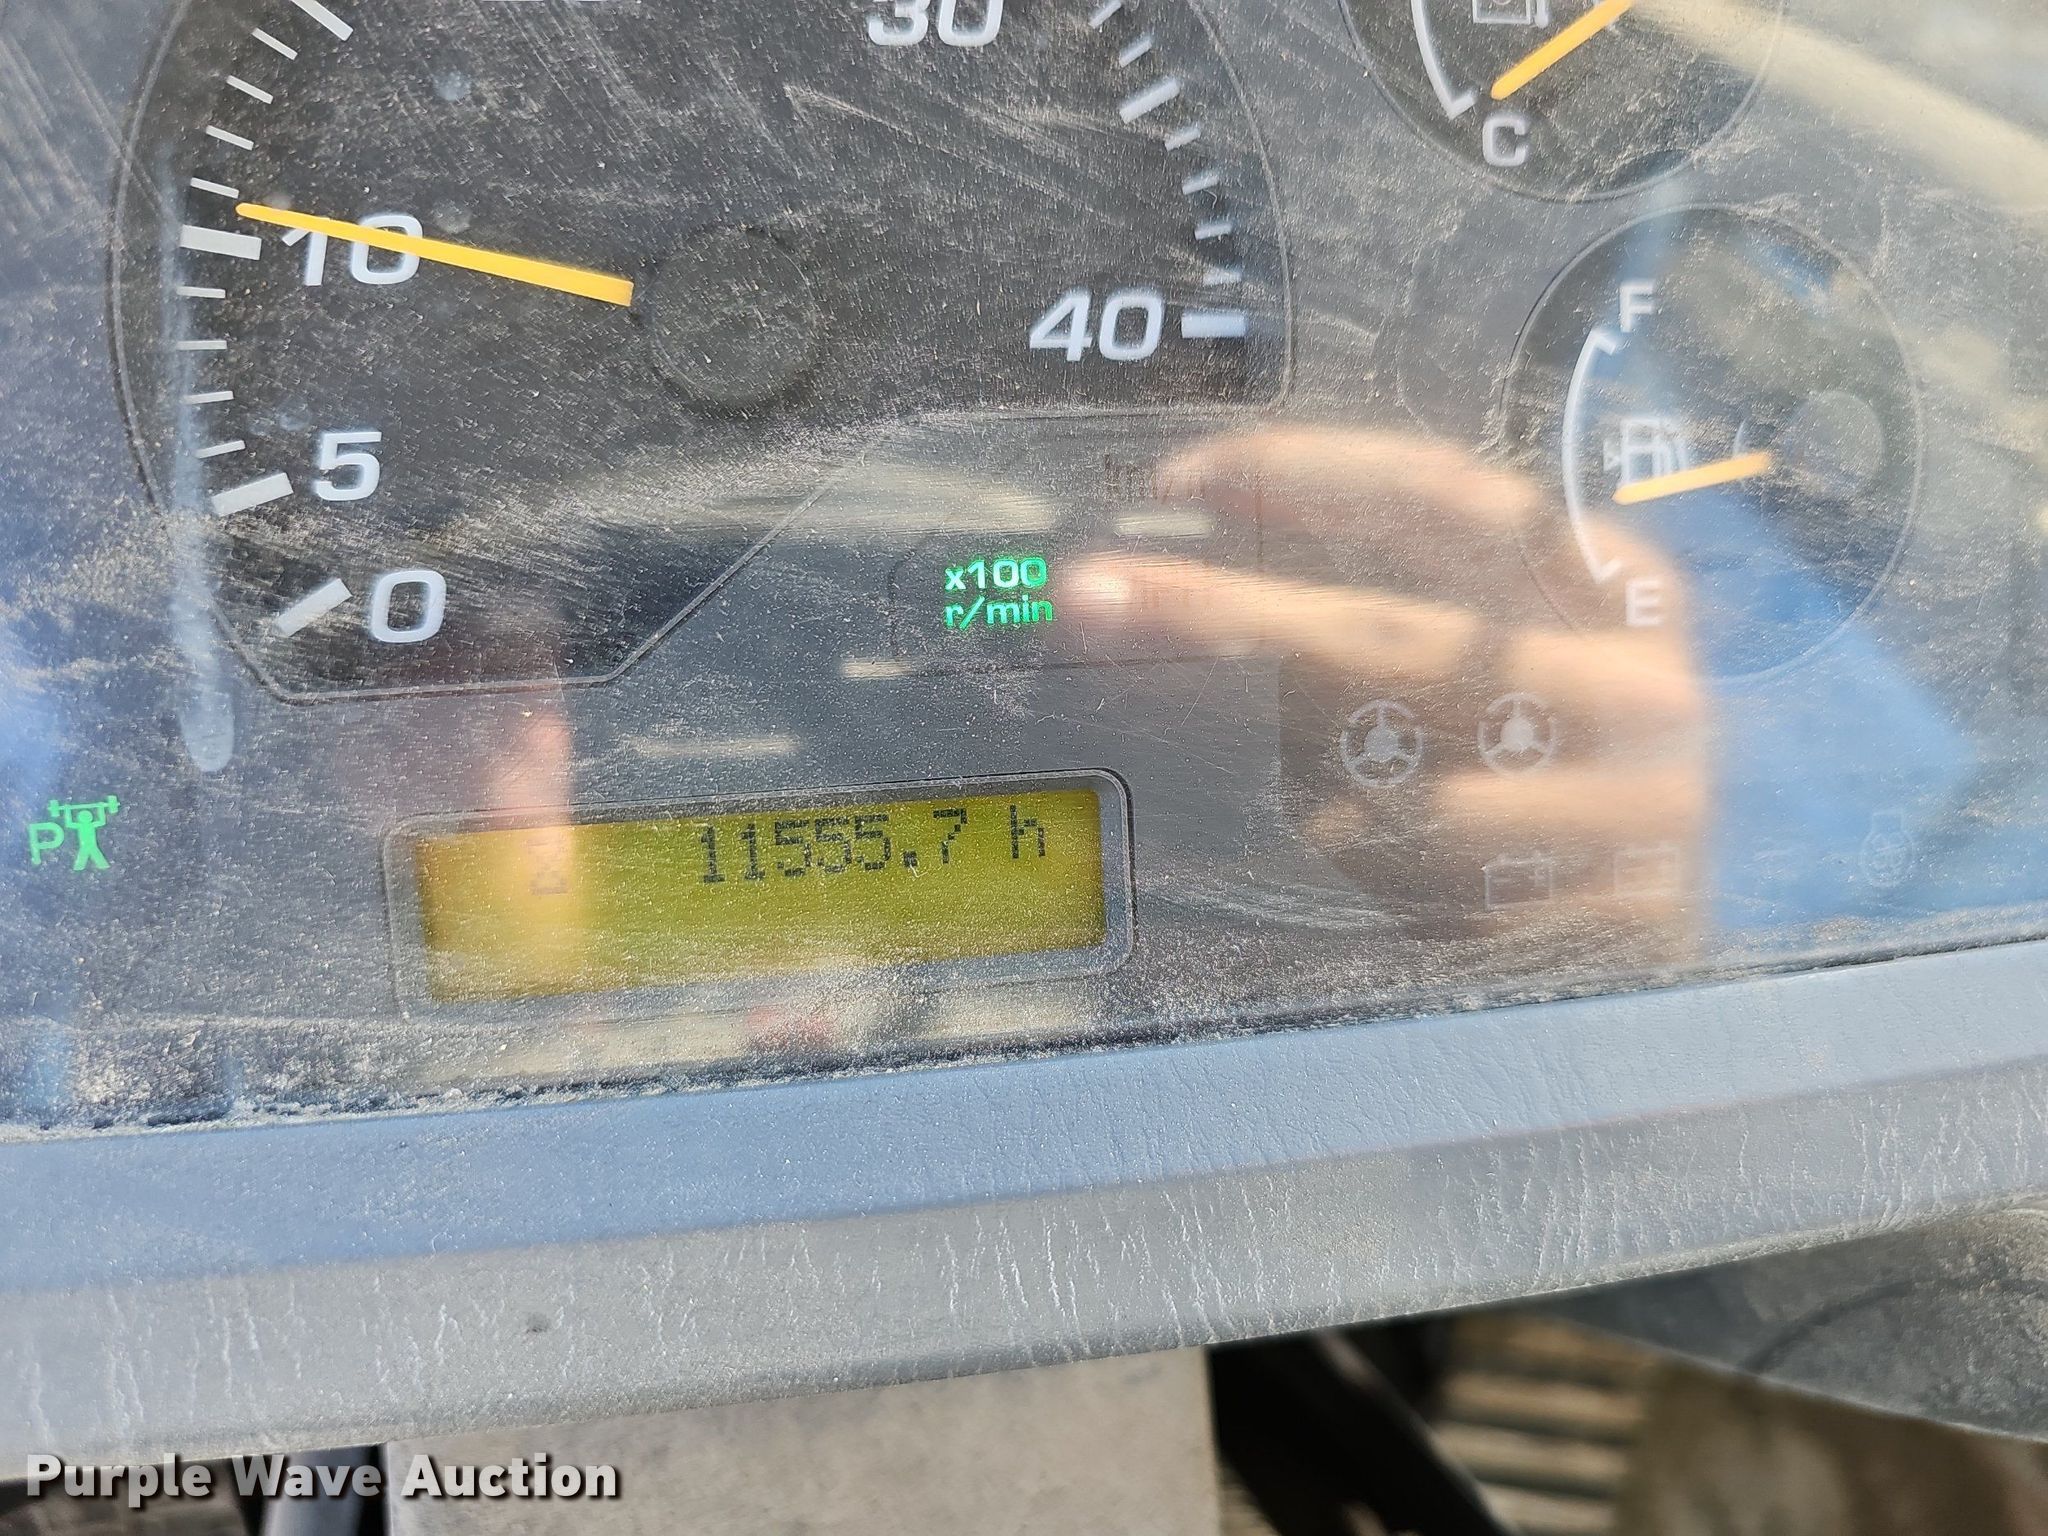 30
C
10
F
40
5
E
x100
r/min
0
P
11555.7 h
Purple Wave Auction